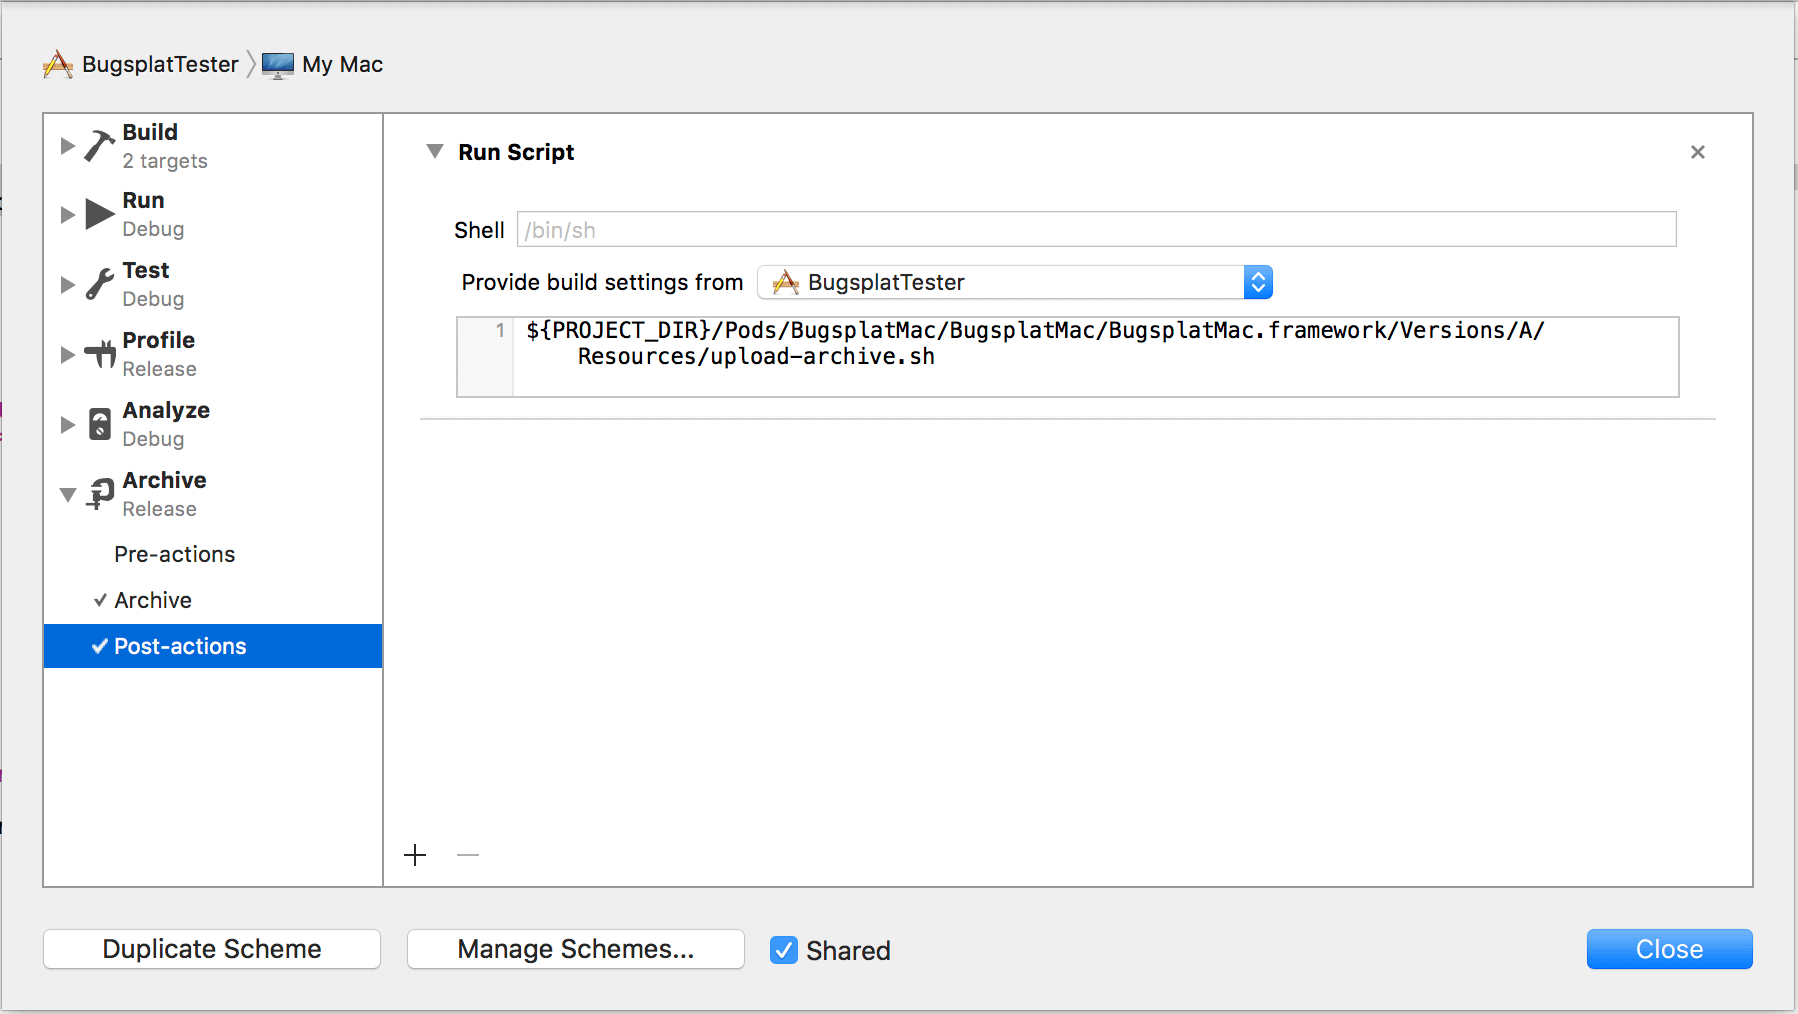 BugsplatTester
My Mac
Build
2 targets
Run
Debug
Test
Debug
Profile
Release
Analyze
Debug
Archive
Release
Pre-actions
Archive
Post-actions
Run Script
Shell /bin/sh
Provide build settings from BugsplatTester
1 ${PROJECT_DIR}/Pods/BugsplatMac/BugsplatMac/BugsplatMac.framework/Versions/A/
Resources/upload-archive.sh
Duplicate Scheme
Manage Schemes...
Shared
Close